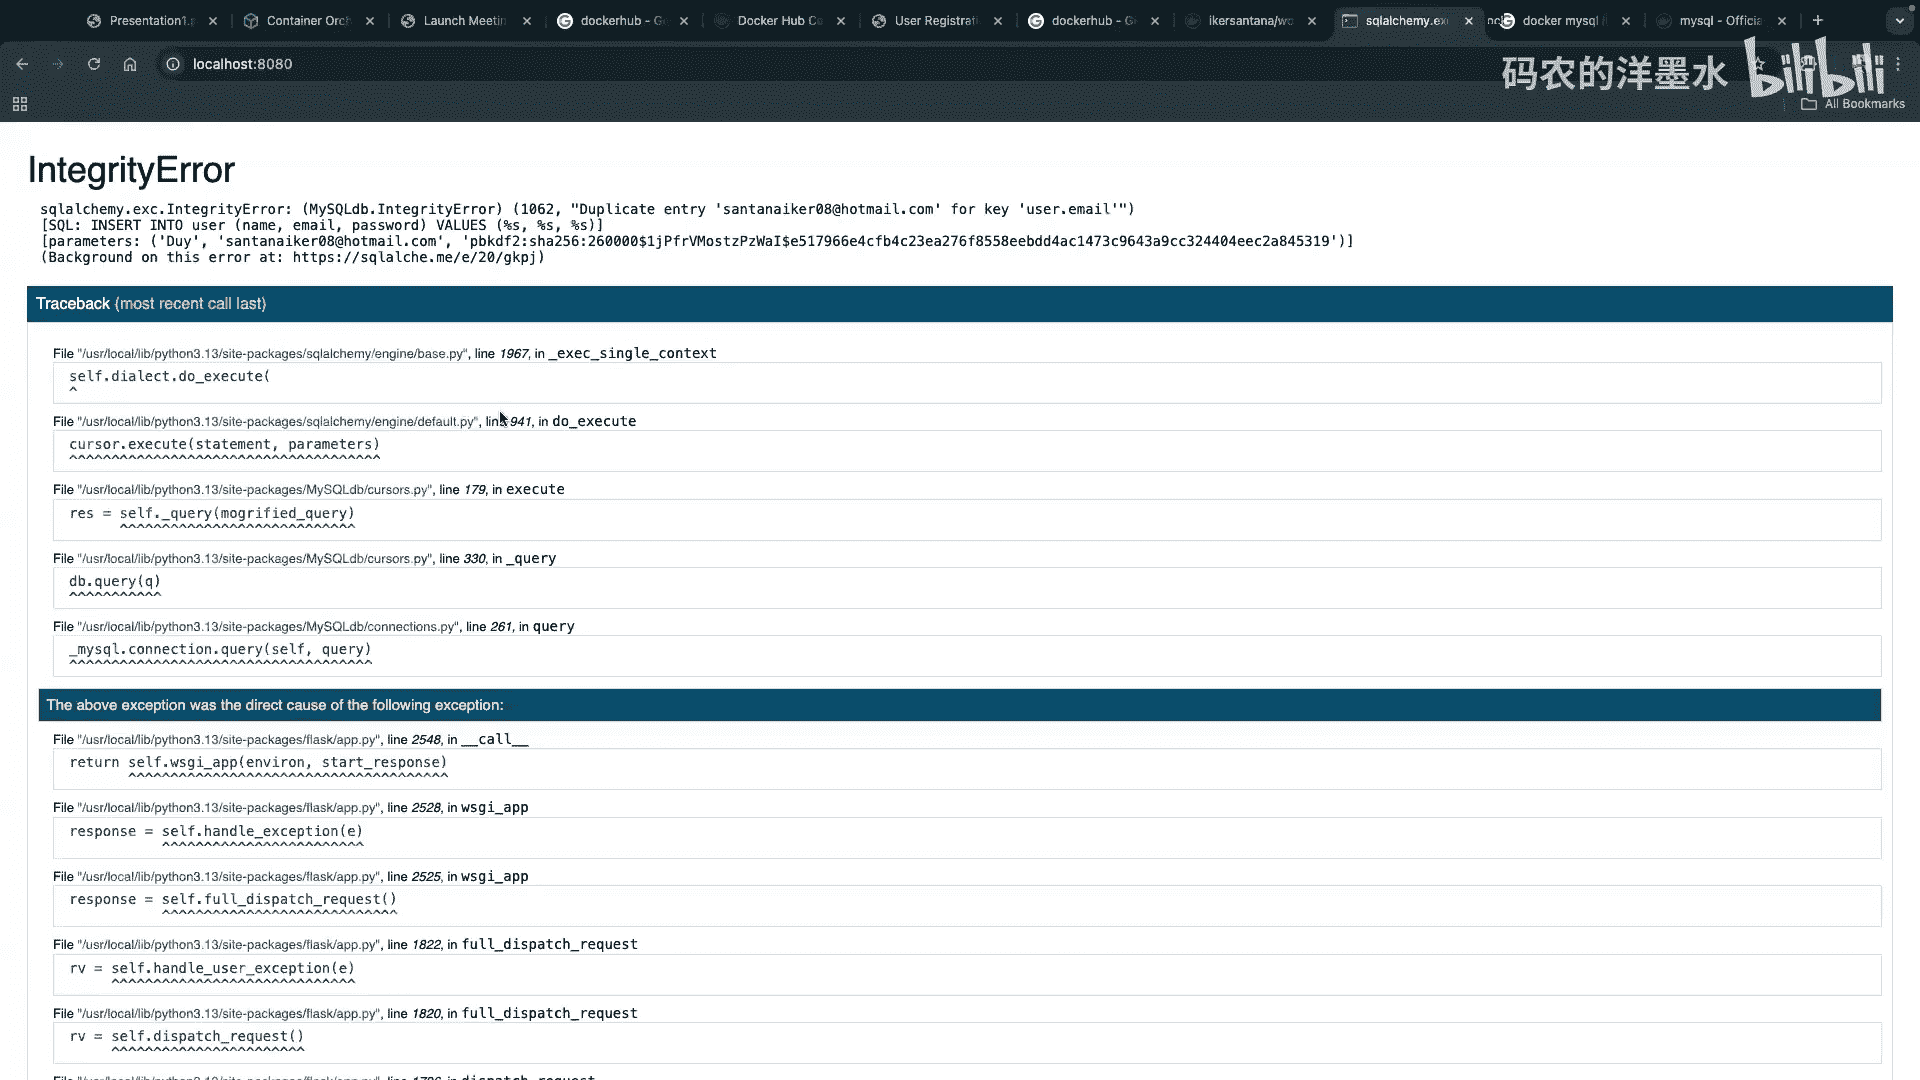 Presentation1.
Container Orch
Launch Meetin
dockerhub - G
Docker Hub Co
User Registrati
dockerhub - G
ikersantana/wo
sqlalchemy.ex
docker mysql
mysql - Officia
localhost:8080
码农的洋墨水
bilibili
All Bookmarks
IntegrityError
sqlalchemy.exc.IntegrityError: (MySQLdb.IntegrityError) (1062, "Duplicate entry 'santanaiker08@hotmail.com' for key 'user.email'")
[SQL: INSERT INTO user (name, email, password) VALUES (%s, %s, %s)]
[parameters: ('Duy', 'santanaiker08@hotmail.com', 'pbkdf2:sha256:260000$1jPfrVMostzPzWaI$e517966e4cfb4c23ea276f8558eebdd4ac1473c9643a9cc324404eec2a845319')]
(Background on this error at: https://sqlalche.me/e/20/gkpj)
Traceback (most recent call last)
File "/usr/local/lib/python3.13/site-packages/sqlalchemy/engine/base.py", line 1967, in _exec_single_context
self.dialect.do_execute(
^
File "/usr/local/lib/python3.13/site-packages/sqlalchemy/engine/default.py", line 941, in do_execute
cursor.execute(statement, parameters)
^^^^^^^^^^^^^^^^^^^^^^^^^^^^^^^^^^^^^
File "/usr/local/lib/python3.13/site-packages/MySQLdb/cursors.py", line 179, in execute
res = self._query(mogrified_query)
^^^^^^^^^^^^^^^^^^^^^^^^^^^^
File "/usr/local/lib/python3.13/site-packages/MySQLdb/cursors.py", line 330, in _query
db.query(q)
^^^^^^^^^^^
File "/usr/local/lib/python3.13/site-packages/MySQLdb/connections.py", line 261, in query
_mysql.connection.query(self, query)
^^^^^^^^^^^^^^^^^^^^^^^^^^^^^^^^^^^^
The above exception was the direct cause of the following exception:
File "/usr/local/lib/python3.13/site-packages/flask/app.py", line 2548, in __call__
return self.wsgi_app(environ, start_response)
^^^^^^^^^^^^^^^^^^^^^^^^^^^^^^^^^^^^^^
File "/usr/local/lib/python3.13/site-packages/flask/app.py", line 2528, in wsgi_app
response = self.handle_exception(e)
^^^^^^^^^^^^^^^^^^^^^^^^
File "/usr/local/lib/python3.13/site-packages/flask/app.py", line 2525, in wsgi_app
response = self.full_dispatch_request()
^^^^^^^^^^^^^^^^^^^^^^^^^^^^
File "/usr/local/lib/python3.13/site-packages/flask/app.py", line 1822, in full_dispatch_request
rv = self.handle_user_exception(e)
^^^^^^^^^^^^^^^^^^^^^^^^^^^^^
File "/usr/local/lib/python3.13/site-packages/flask/app.py", line 1820, in full_dispatch_request
rv = self.dispatch_request()
^^^^^^^^^^^^^^^^^^^^^^^